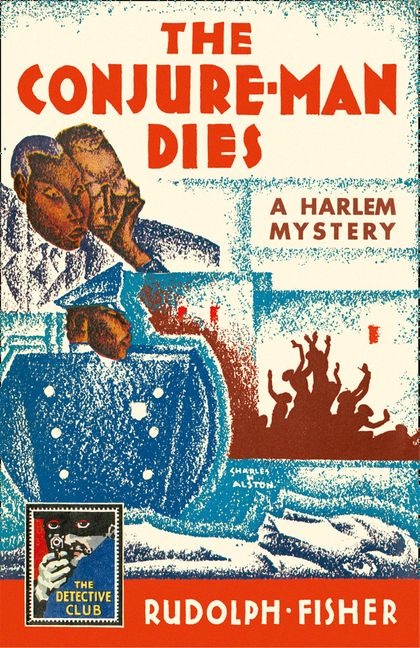 THE
CONJURE-MAN
DIES
A HARLEM
MYSTERY
CHARLES
ALSTON
THE
DETECTIVE
CLUB
RUDOLPH · FISHER